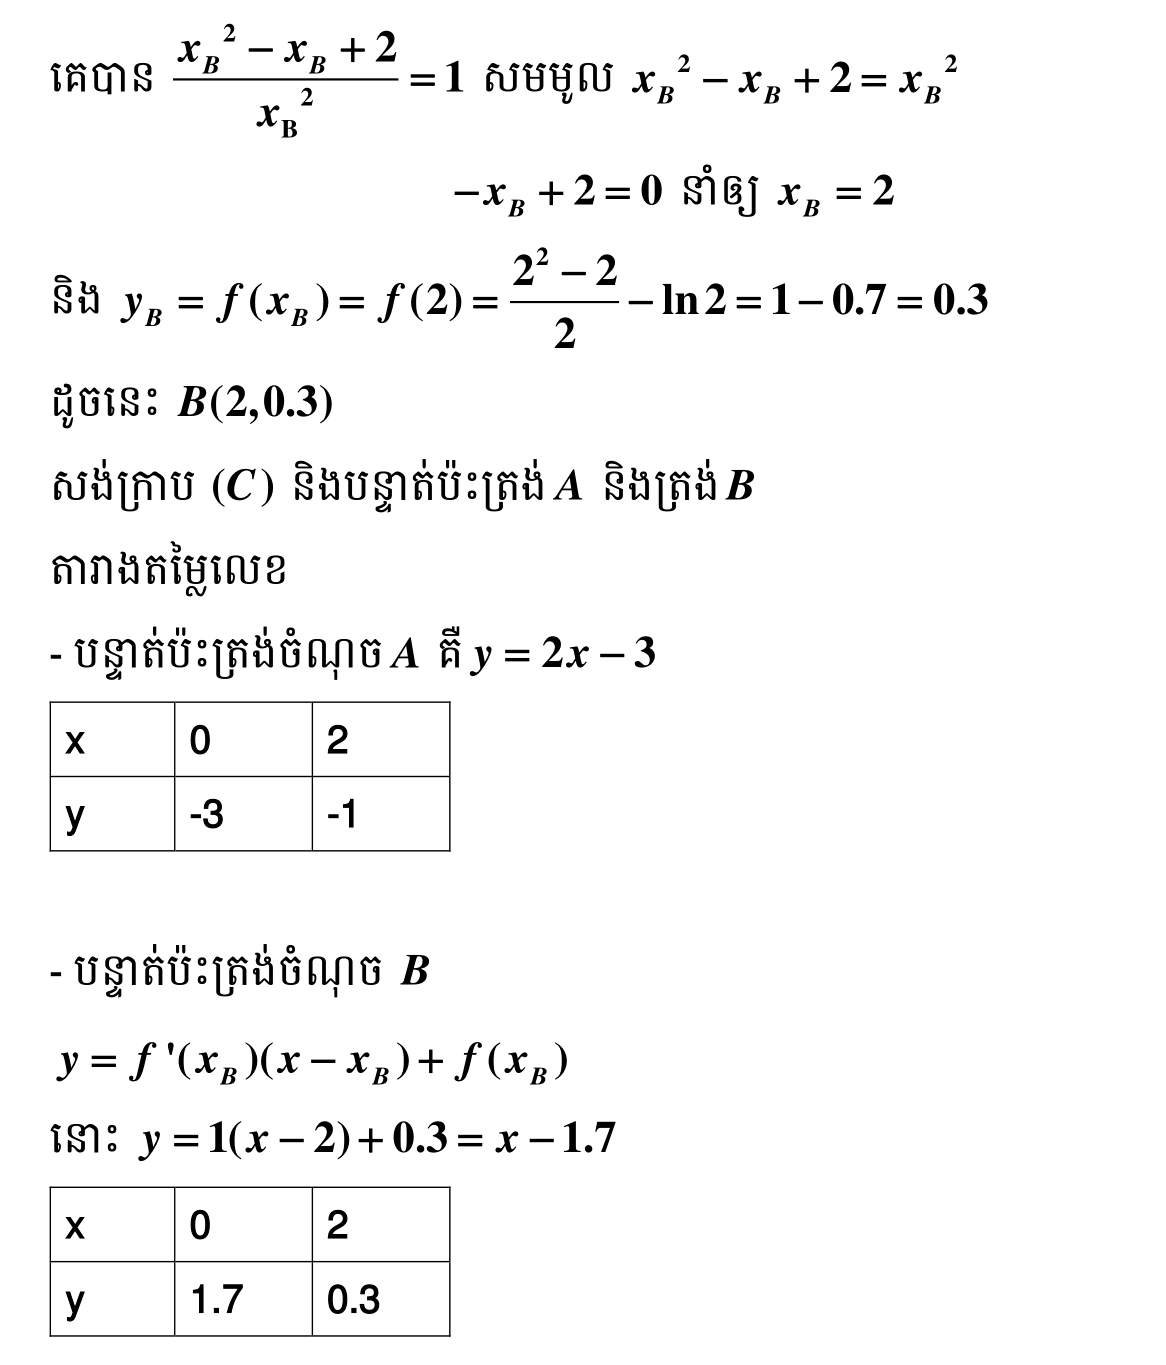 គេបាន $\frac{x_B^2 - x_B + 2}{x_B^2} = 1$ សមមូល $x_B^2 - x_B + 2 = x_B^2$
$-x_B + 2 = 0$ នាំឲ្យ $x_B = 2$
និង $y_B = f(x_B) = f(2) = \frac{2^2 - 2}{2} - \ln 2 = 1 - 0.7 = 0.3$
ដូចនេះ $B(2, 0.3)$
សង់ក្រាប (C) និងបន្ទាត់ប៉ះត្រង់ A និងត្រង់ B
តារាងតម្លៃលេខ
- បន្ទាត់ប៉ះត្រង់ចំណុច A គឺ $y = 2x - 3$
x 0 2
y -3 -1
- បន្ទាត់ប៉ះត្រង់ចំណុច B
$y = f'(x_B)(x - x_B) + f(x_B)$
នោះ $y = 1(x - 2) + 0.3 = x - 1.7$
x 0 2
y 1.7 0.3